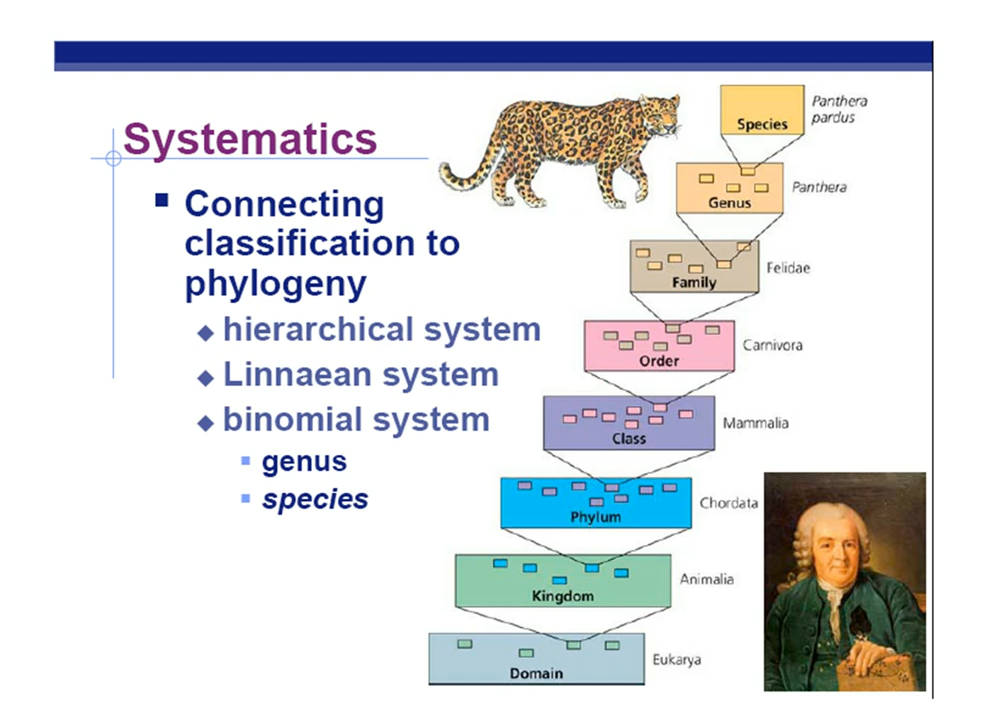 Systematics
Connecting
classification to
phylogeny
hierarchical system
Linnaean system
binomial system
genus
species
Species
Panthera
pardus
Genus
Panthera
Family
Felidae
Order
Carnivora
Class
Mammalia
Phylum
Chordata
Kingdom
Animalia
Domain
Eukarya